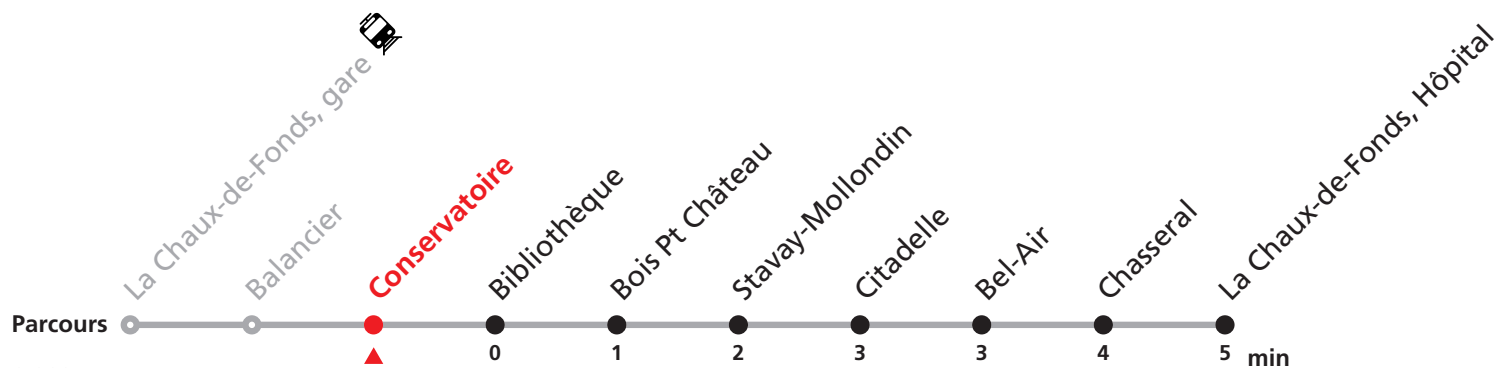 La Chaux-de-Fonds, gare
Balancier
Conservatoire
Bibliothèque
Bois Pt Château
Stavay-Mollondin
Citadelle
Bel-Air
Chasseral
La Chaux-de-Fonds, Hôpital
Parcours
0 1 2 3 3 4 5 min